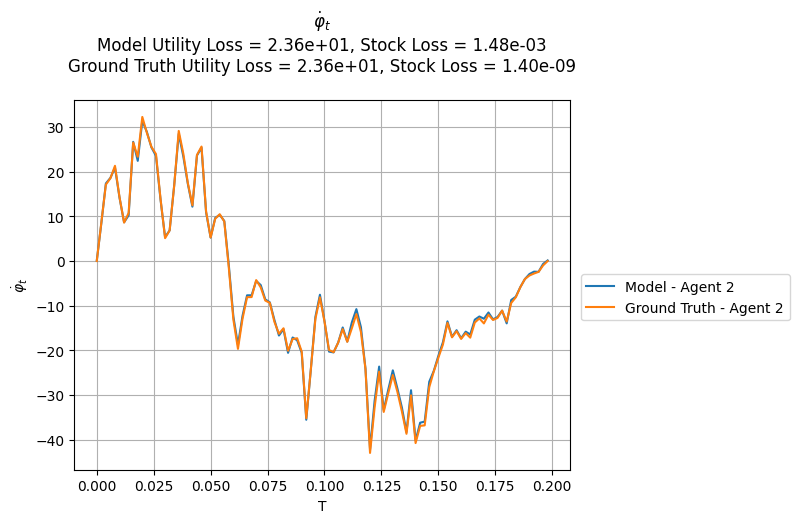 φ̇ₜ
Model Utility Loss = 2.36e+01, Stock Loss = 1.48e-03
Ground Truth Utility Loss = 2.36e+01, Stock Loss = 1.40e-09
30
20
10
0
−10
−20
−30
−40
φ̇ₜ
0.000
0.025
0.050
0.075
0.100
0.125
0.150
0.175
0.200
T
Model - Agent 2
Ground Truth - Agent 2